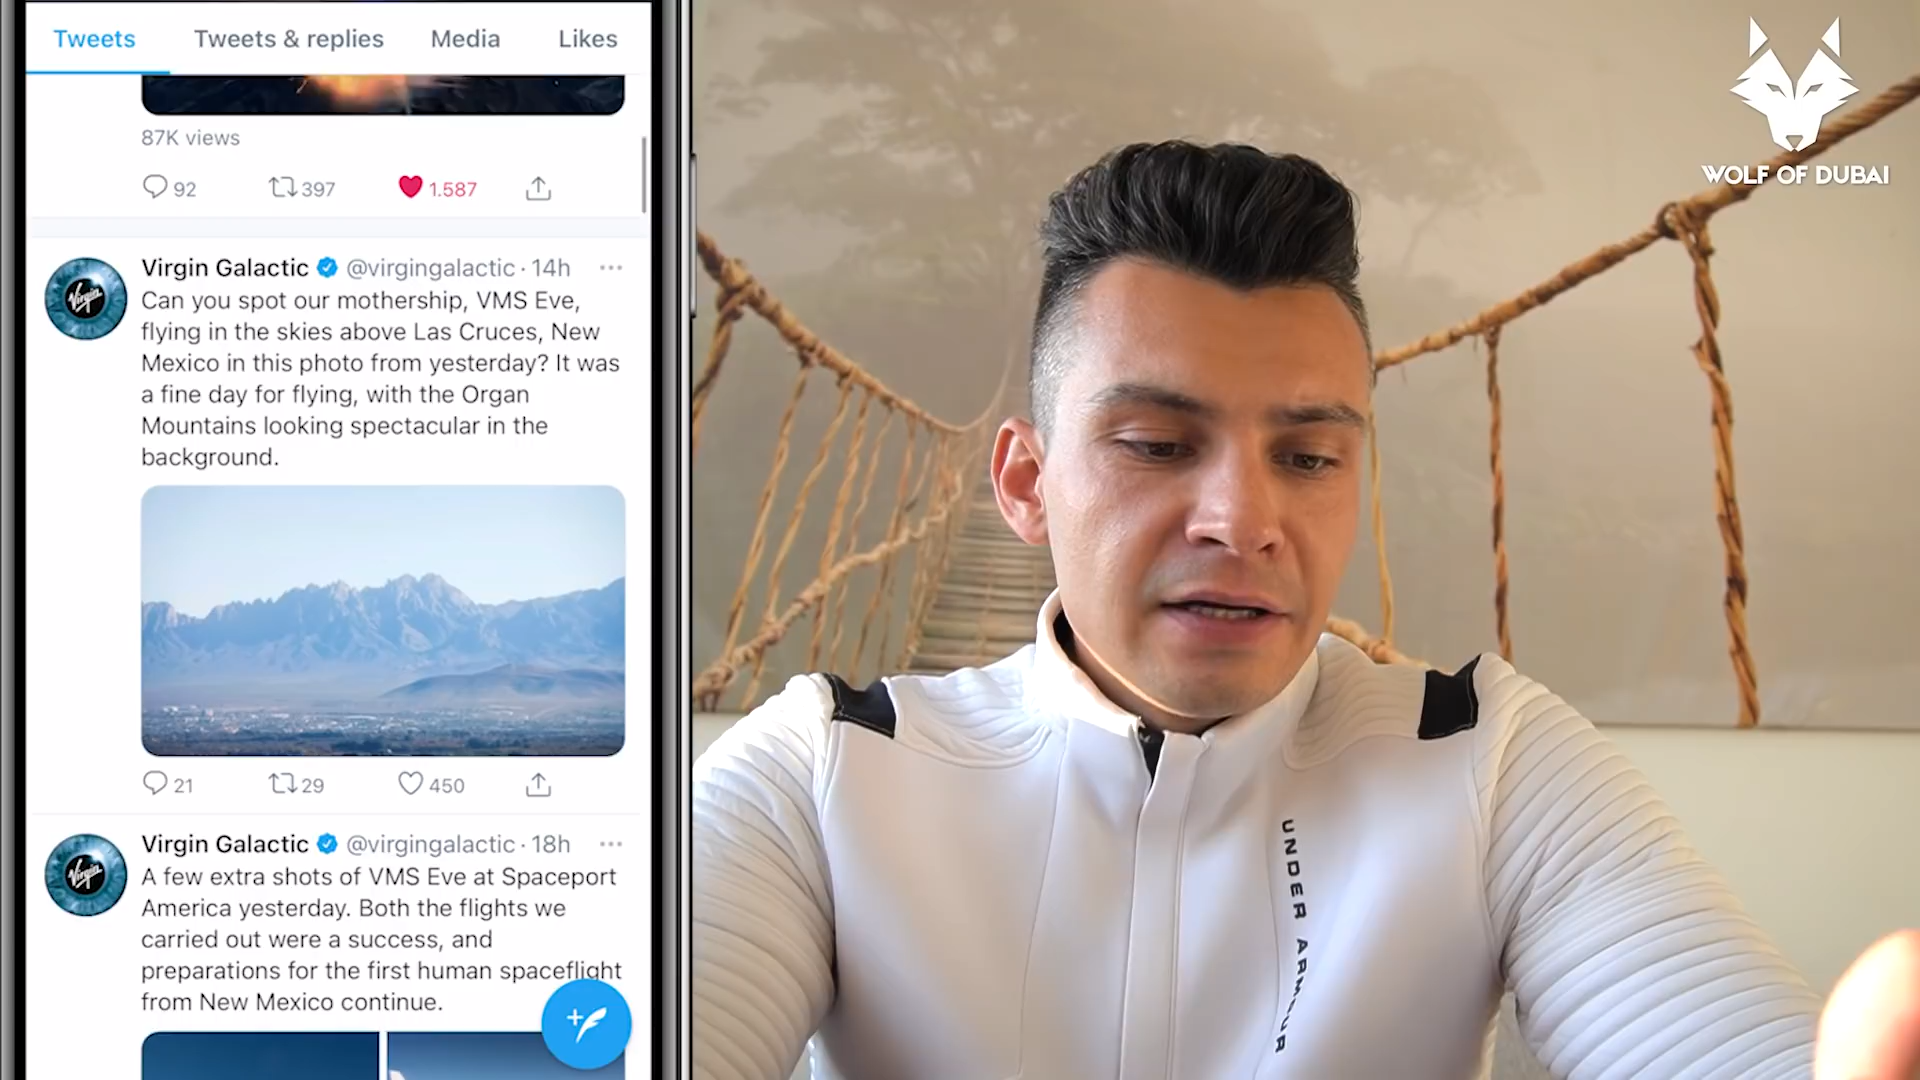 Tweets Tweets & replies Media Likes
87K views
92 397 1.587
Virgin Galactic @virgingalactic · 14h
Can you spot our mothership, VMS Eve,
flying in the skies above Las Cruces, New
Mexico in this photo from yesterday? It was
a fine day for flying, with the Organ
Mountains looking spectacular in the
background.
21 29 450
Virgin Galactic @virgingalactic · 18h
A few extra shots of VMS Eve at Spaceport
America yesterday. Both the flights we
carried out were a success, and
preparations for the first human spaceflight
from New Mexico continue.
Virgin
Virgin
WOLF OF DUBAI
UNDER ARMOUR